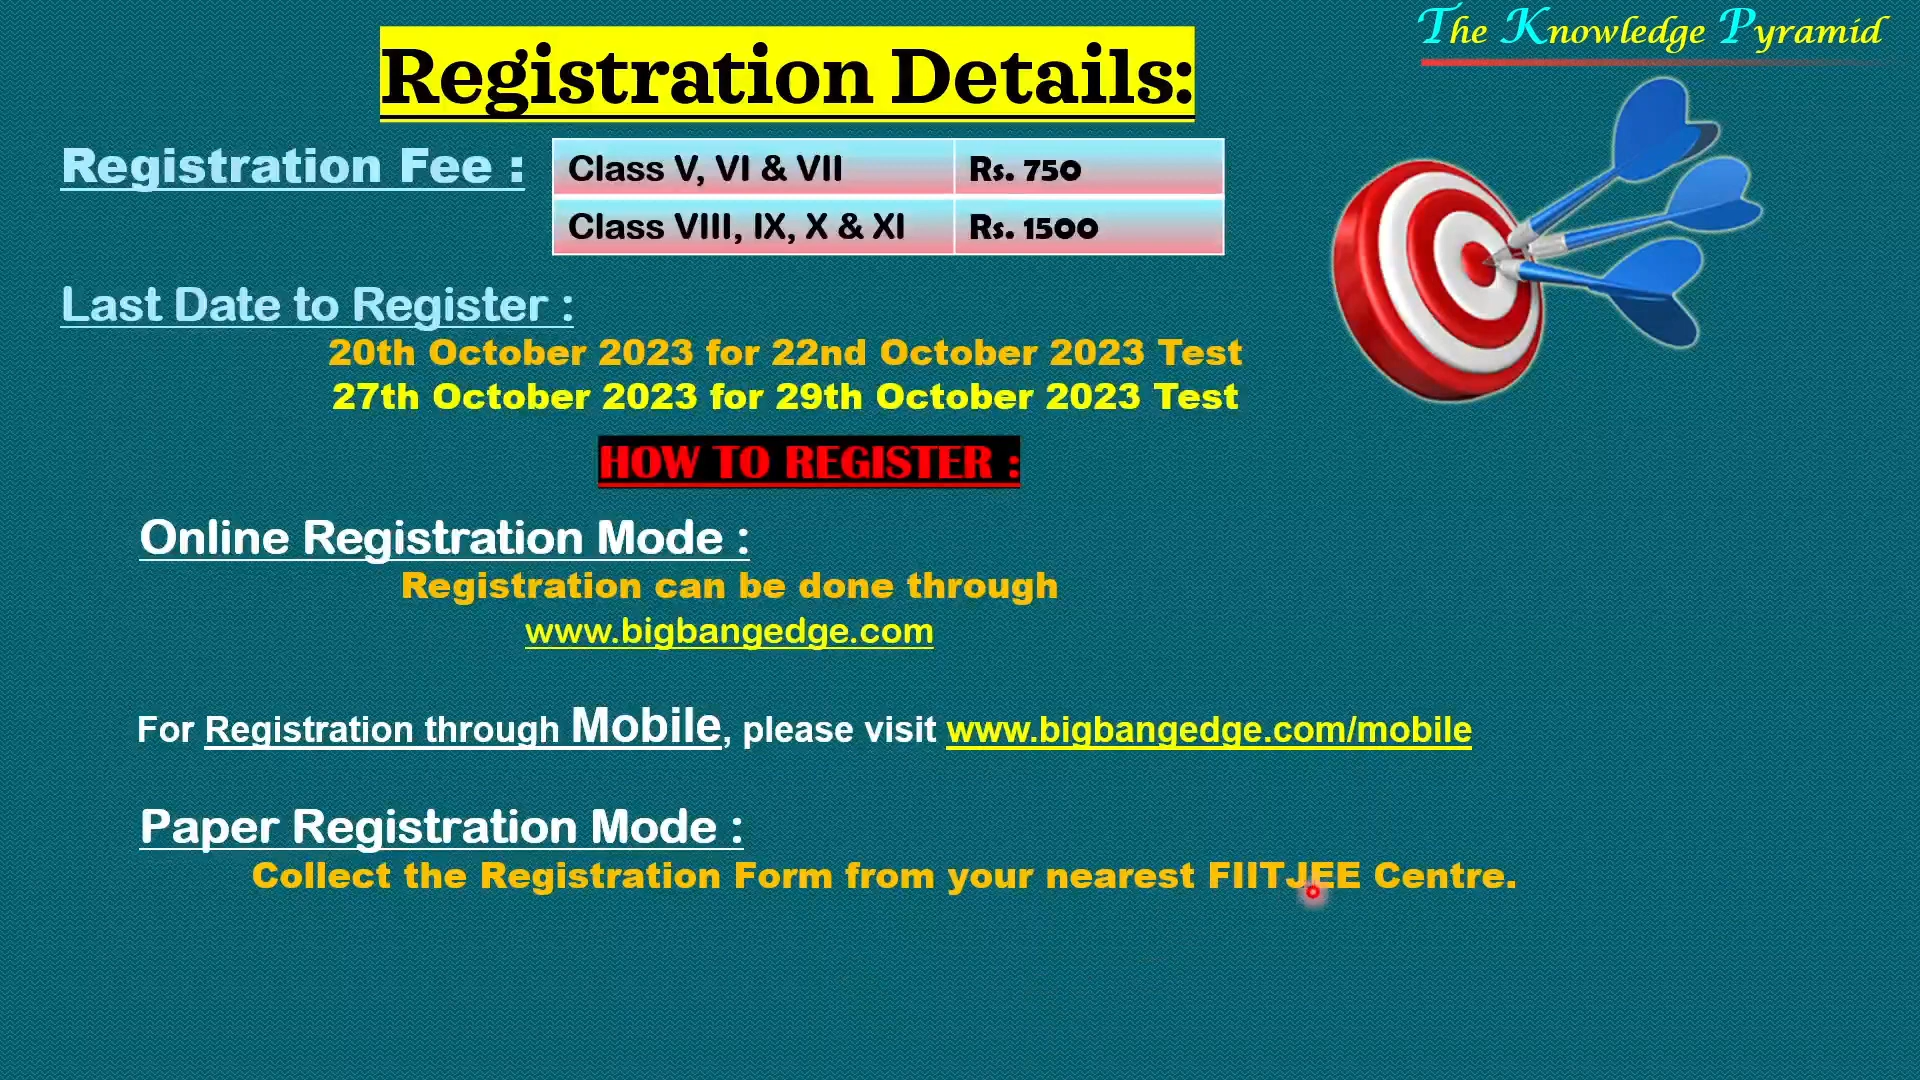 The Knowledge Pyramid
Registration Details:
Registration Fee :
Class V, VI & VII Rs. 750
Class VIII, IX, X & XI Rs. 1500
Last Date to Register :
20th October 2023 for 22nd October 2023 Test
27th October 2023 for 29th October 2023 Test
HOW TO REGISTER :
Online Registration Mode :
Registration can be done through
www.bigbangedge.com
For Registration through Mobile, please visit www.bigbangedge.com/mobile
Paper Registration Mode :
Collect the Registration Form from your nearest FIITJEE Centre.